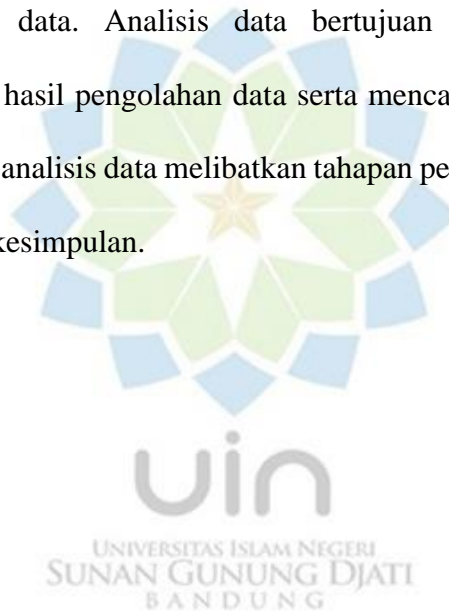 data. Analisis data bertujuan
hasil pengolahan data serta menca
analisis data melibatkan tahapan pe
kesimpulan.
uin
UNIVERSITAS ISLAM NEGERI
SUNAN GUNUNG DJATI
BANDUNG